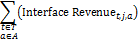 ∑(Interface Revenue_{t,j,a})
t∈T
a∈A